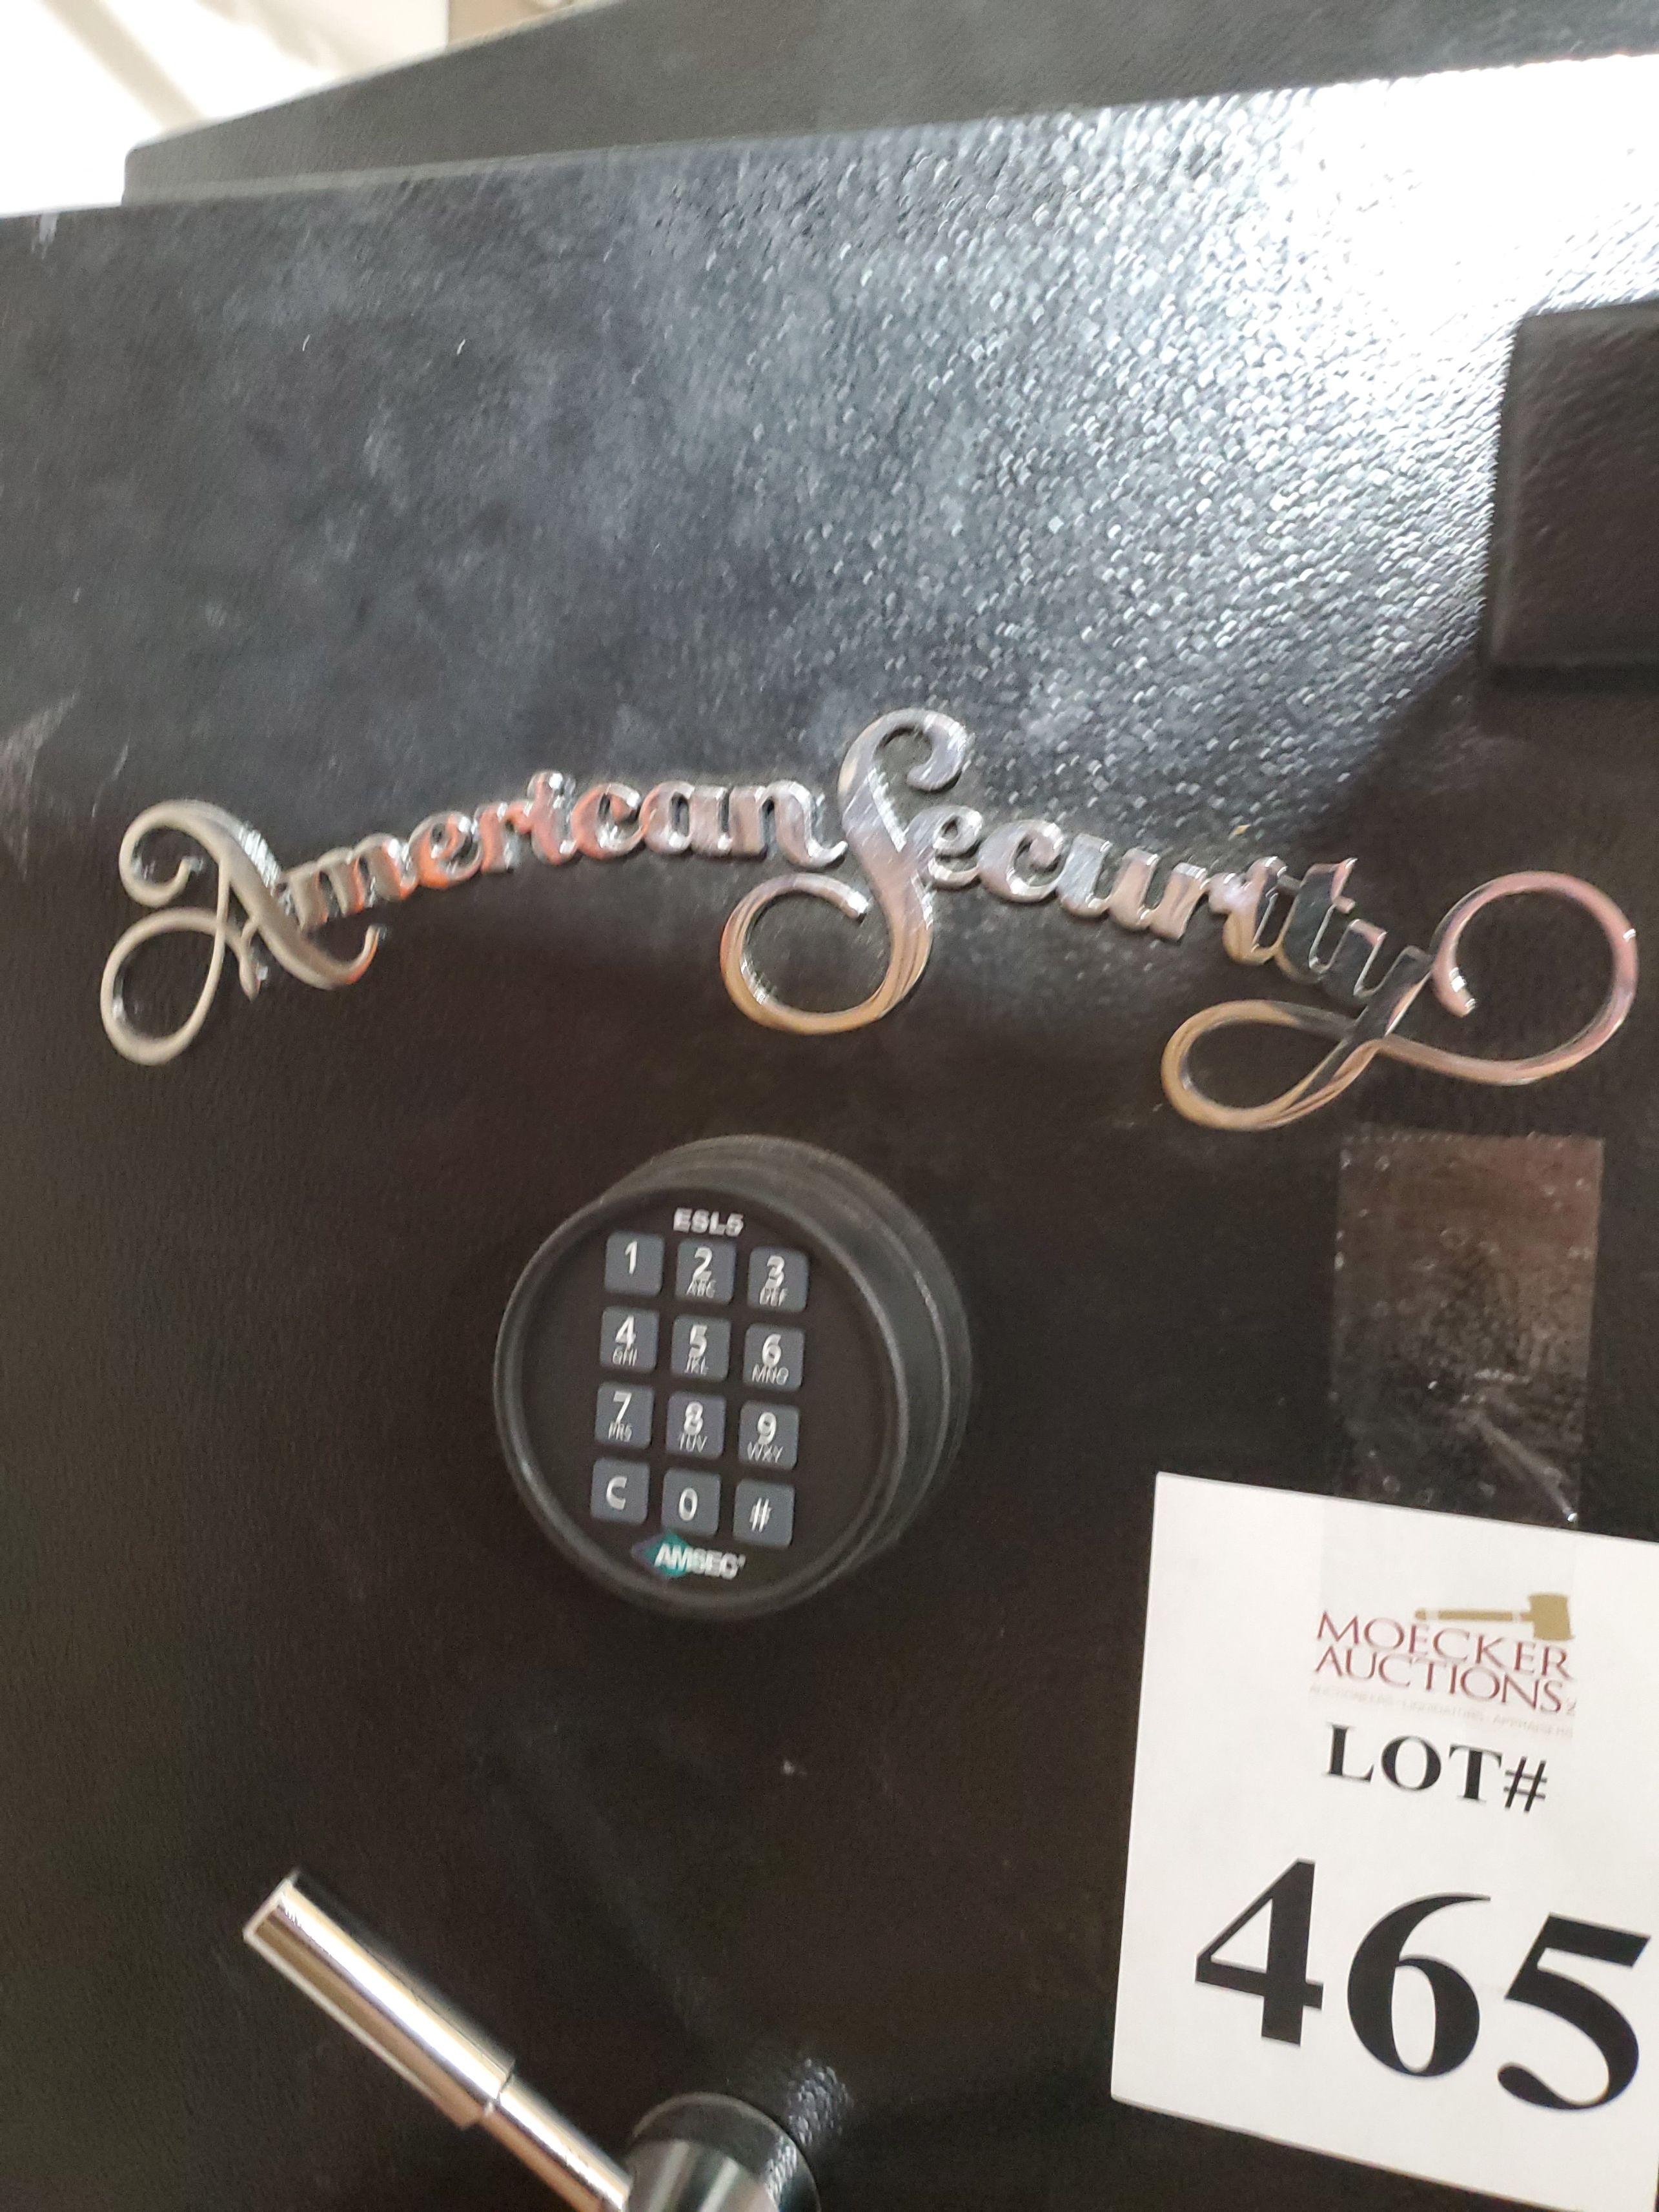 American Security
ESL5
1 2 3
ABC DEF
4 5 6
GHI JKL MNO
7 8 9
PRS TUV WXY
C 0 #
AMSEC
MOECKER
AUCTIONS
LOT#
465